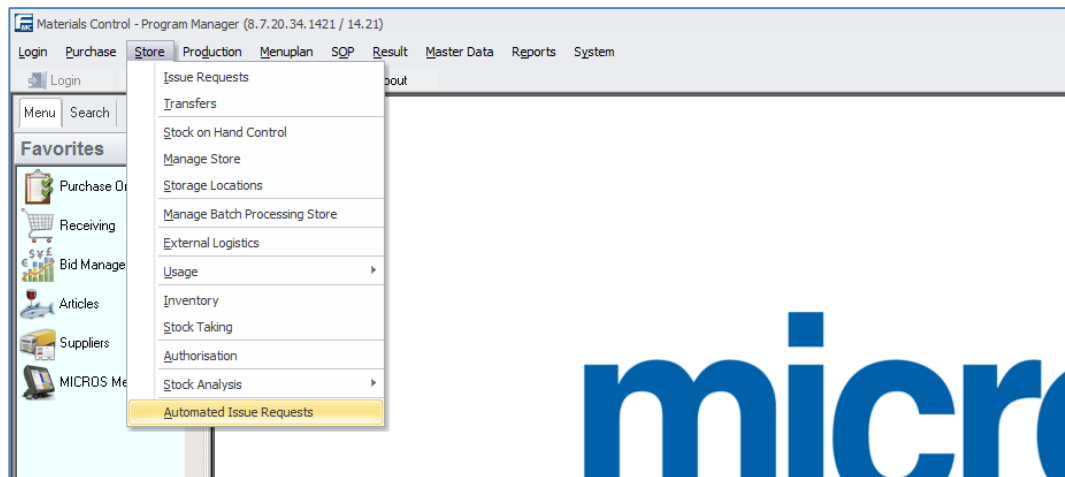 Materials Control - Program Manager (8.7.20.34.1421 / 14.21)
Login Purchase Store Production Menuplan SOP Result Master Data Reports System
Login
Menu Search
Favorites
Purchase
Receiving
Bid Manage
Articles
Suppliers
MICROS Me
Issue Requests
Transfers
Stock on Hand Control
Manage Store
Storage Locations
Manage Batch Processing Store
External Logistics
Usage
Inventory
Stock Taking
Authorisation
Stock Analysis
Automated Issue Requests
micro